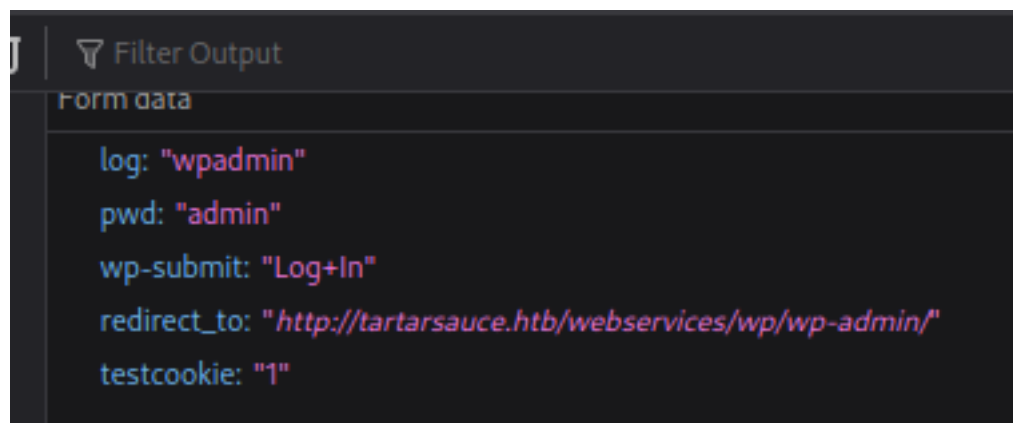 Filter Output
Form data
log: "wpadmin"
pwd: "admin"
wp-submit: "Log+In"
redirect_to: "http://tartarsauce.htb/webservices/wp/wp-admin/"
testcookie: "1"